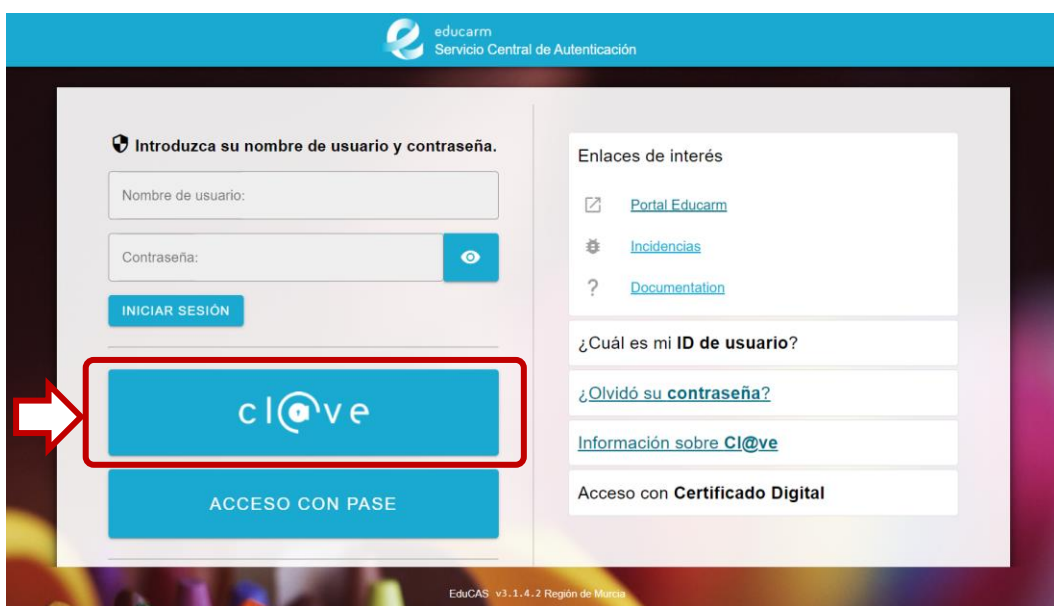 educarm
Servicio Central de Autenticación
Introduzca su nombre de usuario y contraseña.
Nombre de usuario:
Contraseña:
INICIAR SESIÓN
cl@ve
ACCESO CON PASE
Enlaces de interés
Portal Educarm
Incidencias
? Documentation
¿Cuál es mi ID de usuario?
¿Olvidó su contraseña?
Información sobre Cl@ve
Acceso con Certificado Digital
EduCAS v3.1.4.2 Región de Murcia